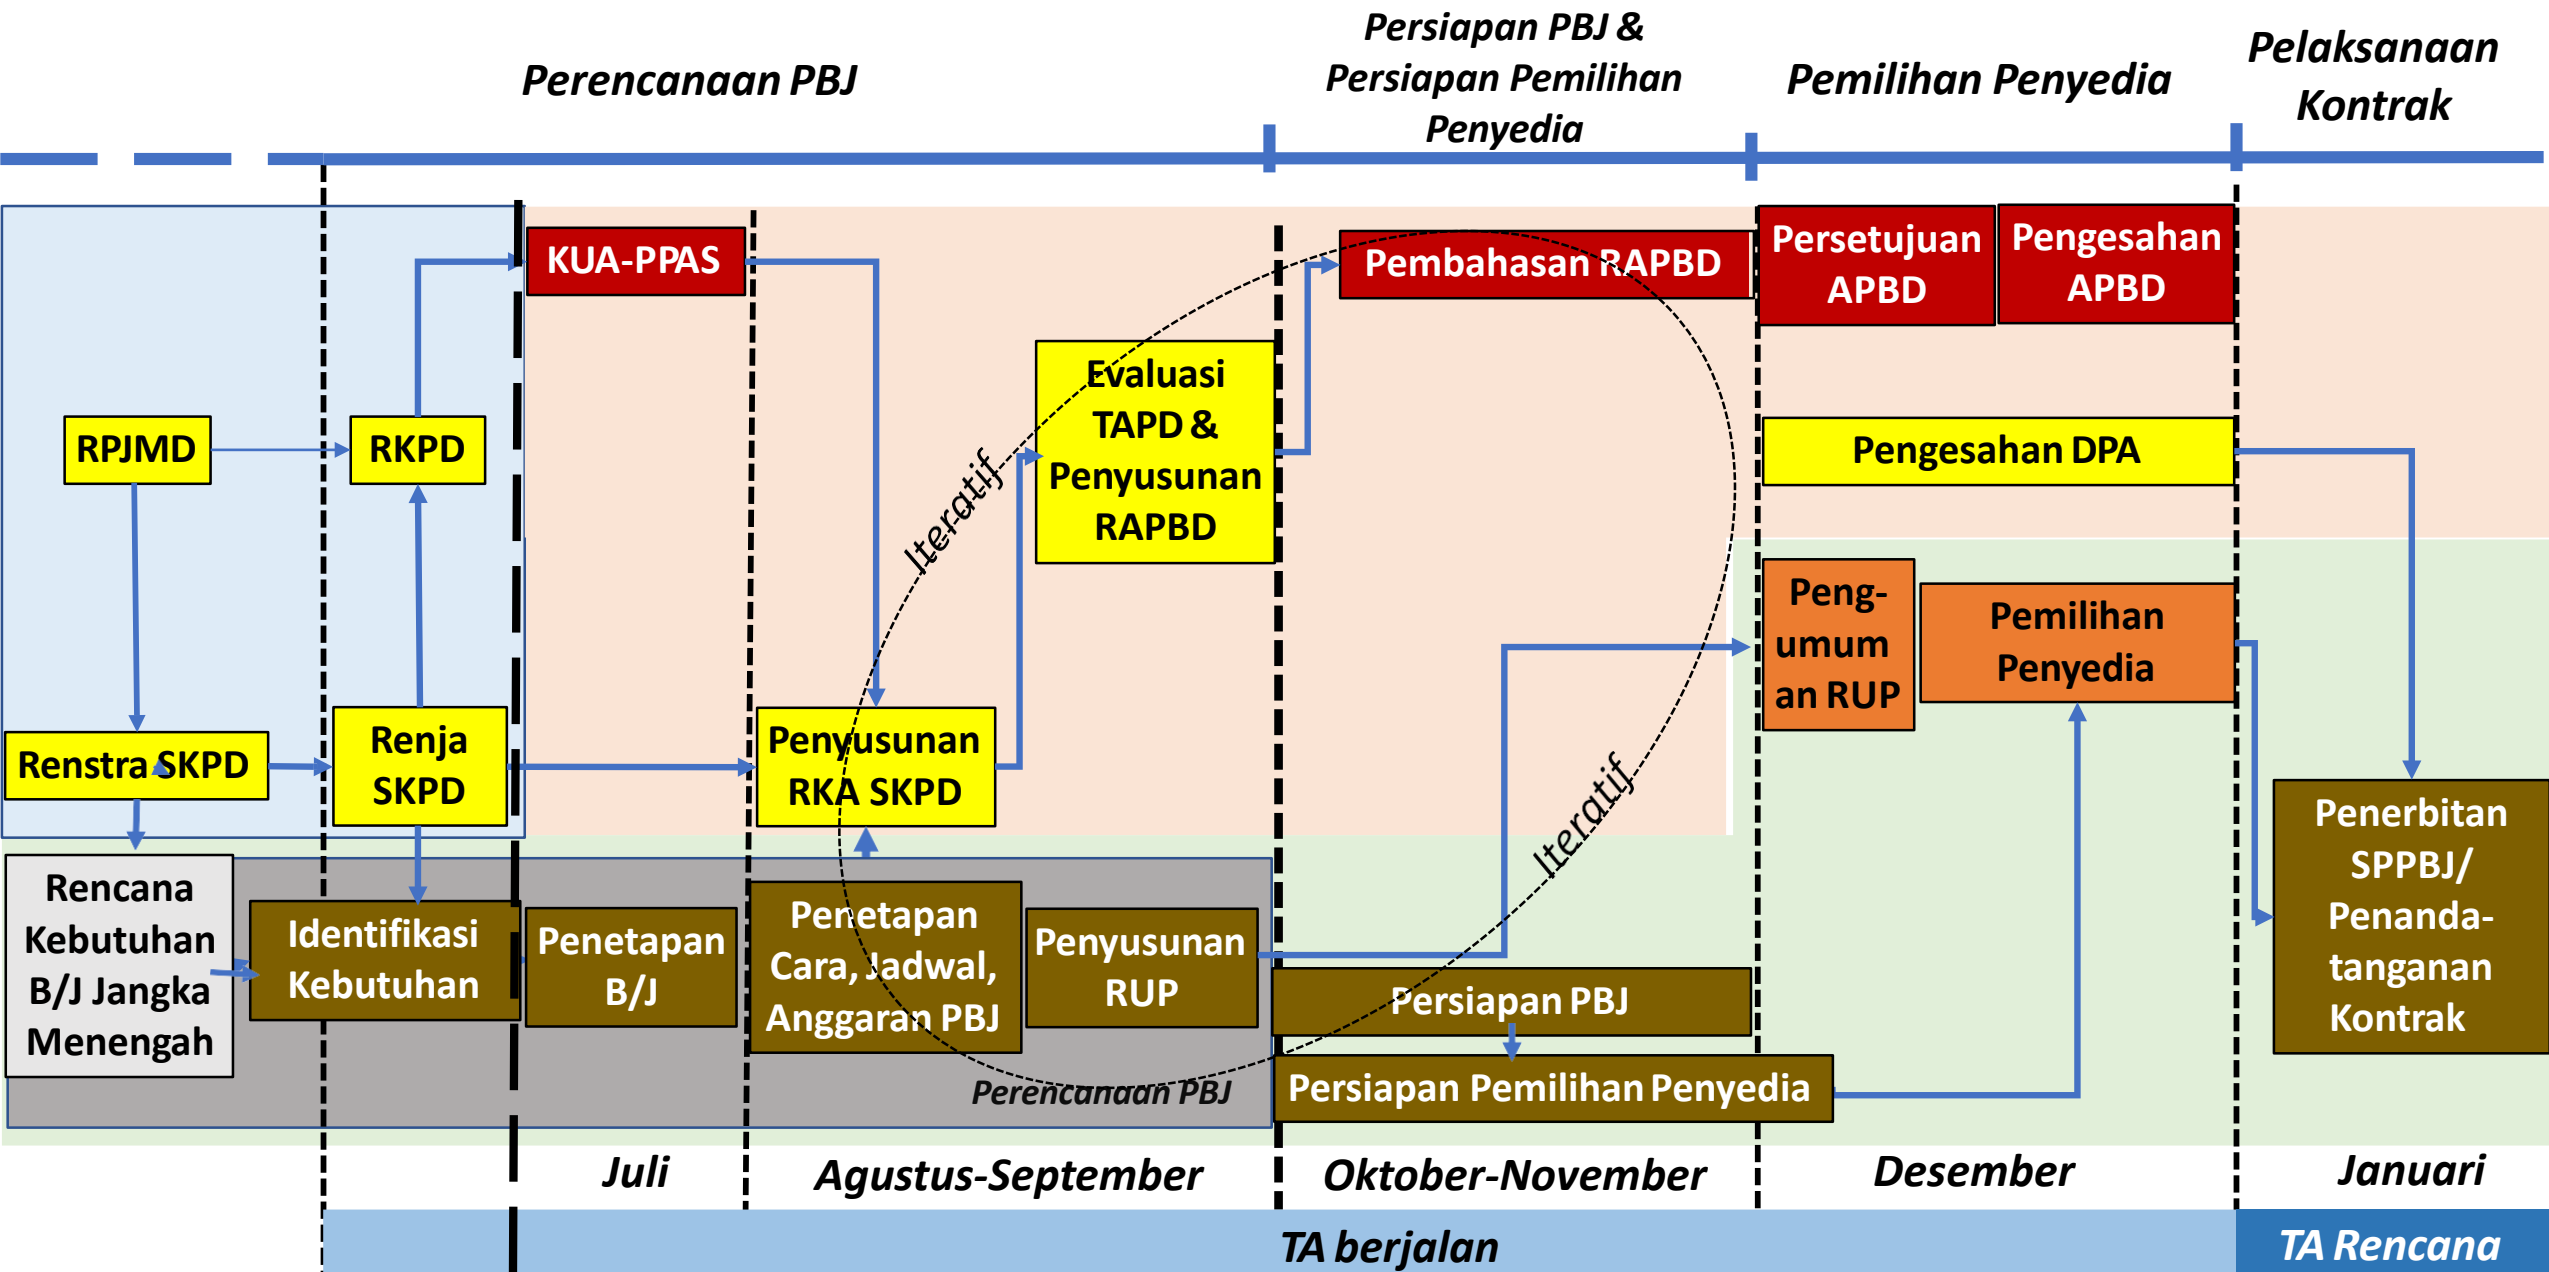 Perencanaan PBJ
Persiapan PBJ &
Persiapan Pemilihan
Penyedia
Pemilihan Penyedia
Pelaksanaan
Kontrak
KUA-PPAS
Pembahasan RAPBD
Persetujuan
APBD
Pengesahan
APBD
RPJMD
RKPD
Evaluasi
TAPD &
Penyusunan
RAPBD
Iteratif
Pengesahan DPA
Peng-
umum
an RUP
Pemilihan
Penyedia
Renstra SKPD
Renja
SKPD
Penyusunan
RKA SKPD
Iteratif
Penerbitan
SPPBJ/
Penanda-
tanganan
Kontrak
Rencana
Kebutuhan
B/J Jangka
Menengah
Identifikasi
Kebutuhan
Penetapan
B/J
Penetapan
Cara, Jadwal,
Anggaran PBJ
Penyusunan
RUP
Persiapan PBJ
Perencanaan PBJ
Persiapan Pemilihan Penyedia
Juli
Agustus-September
Oktober-November
Desember
Januari
TA berjalan
TA Rencana